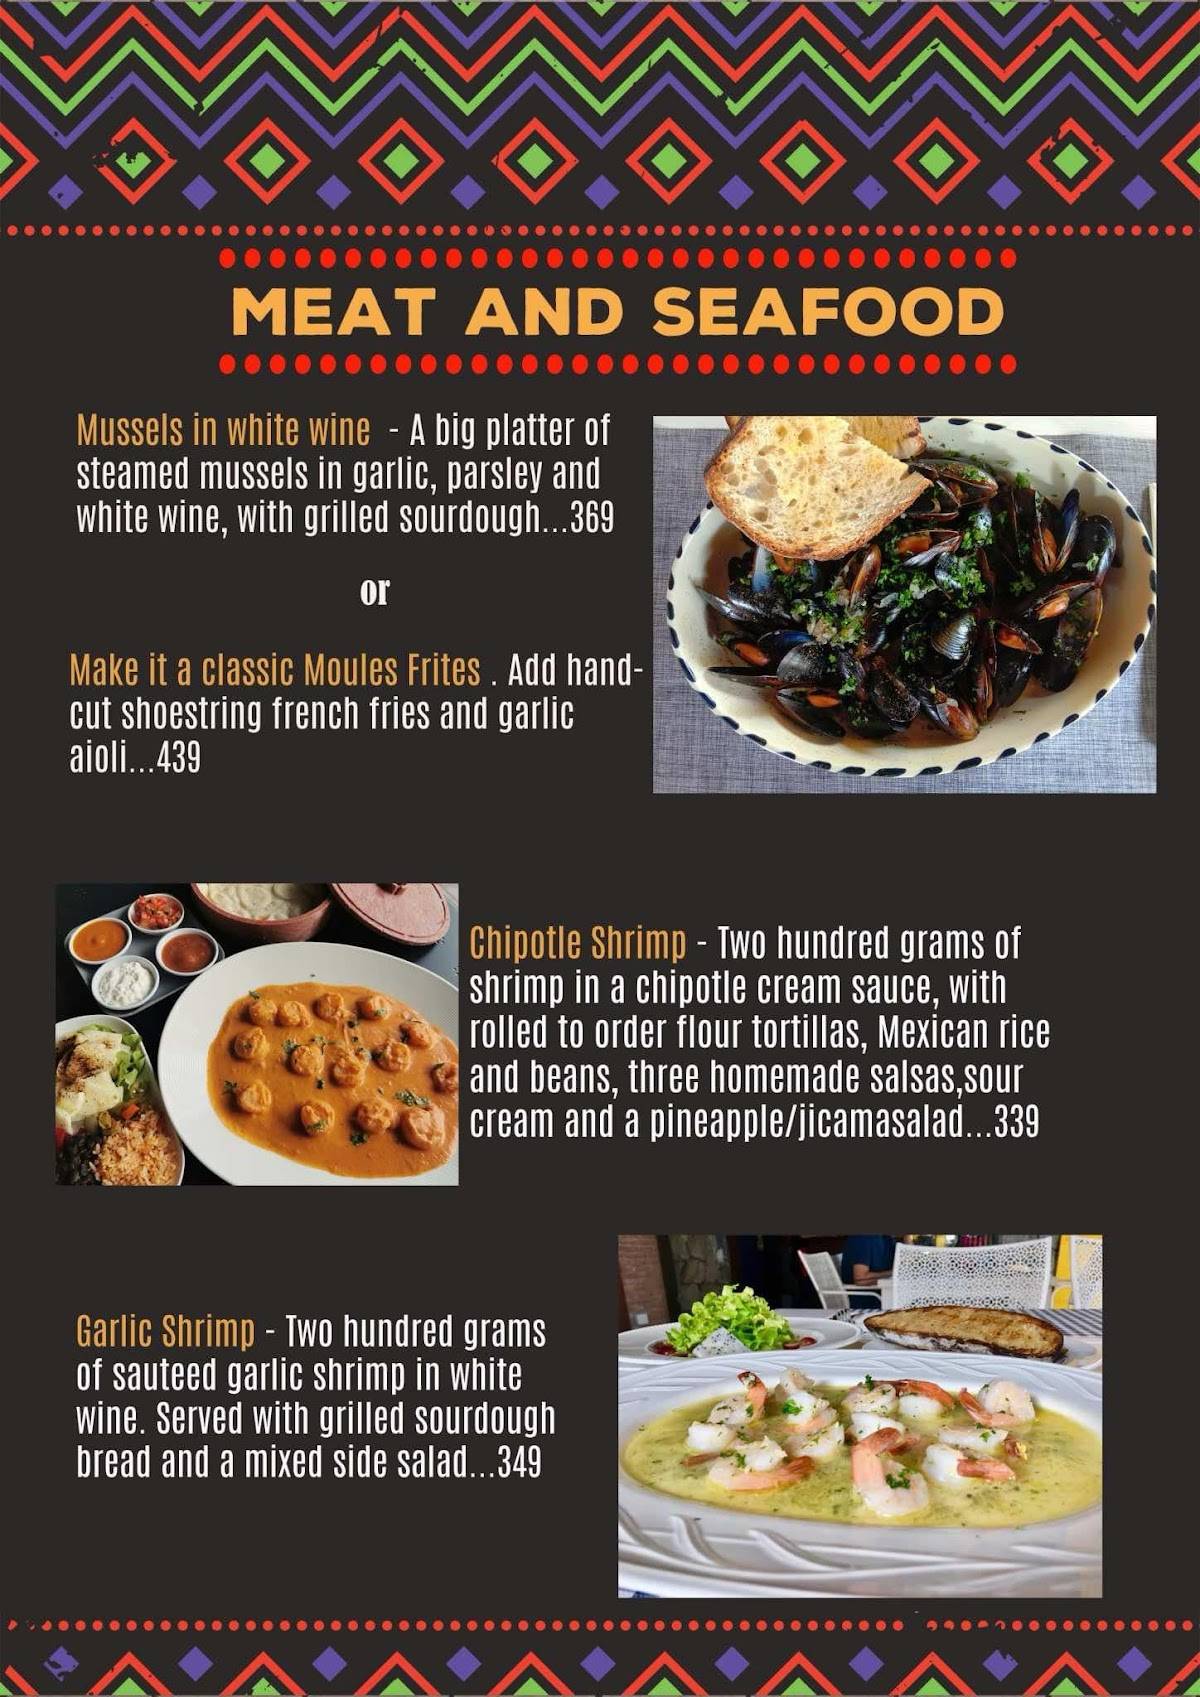 MEAT AND SEAFOOD
Mussels in white wine - A big platter of
steamed mussels in garlic, parsley and
white wine, with grilled sourdough...369
or
Make it a classic Moules Frites . Add hand-
cut shoestring french fries and garlic
aioli...439
Chipotle Shrimp - Two hundred grams of
shrimp in a chipotle cream sauce, with
rolled to order flour tortillas, Mexican rice
and beans, three homemade salsas,sour
cream and a pineapple/jicamasalad...339
Garlic Shrimp - Two hundred grams
of sauteed garlic shrimp in white
wine. Served with grilled sourdough
bread and a mixed side salad...349